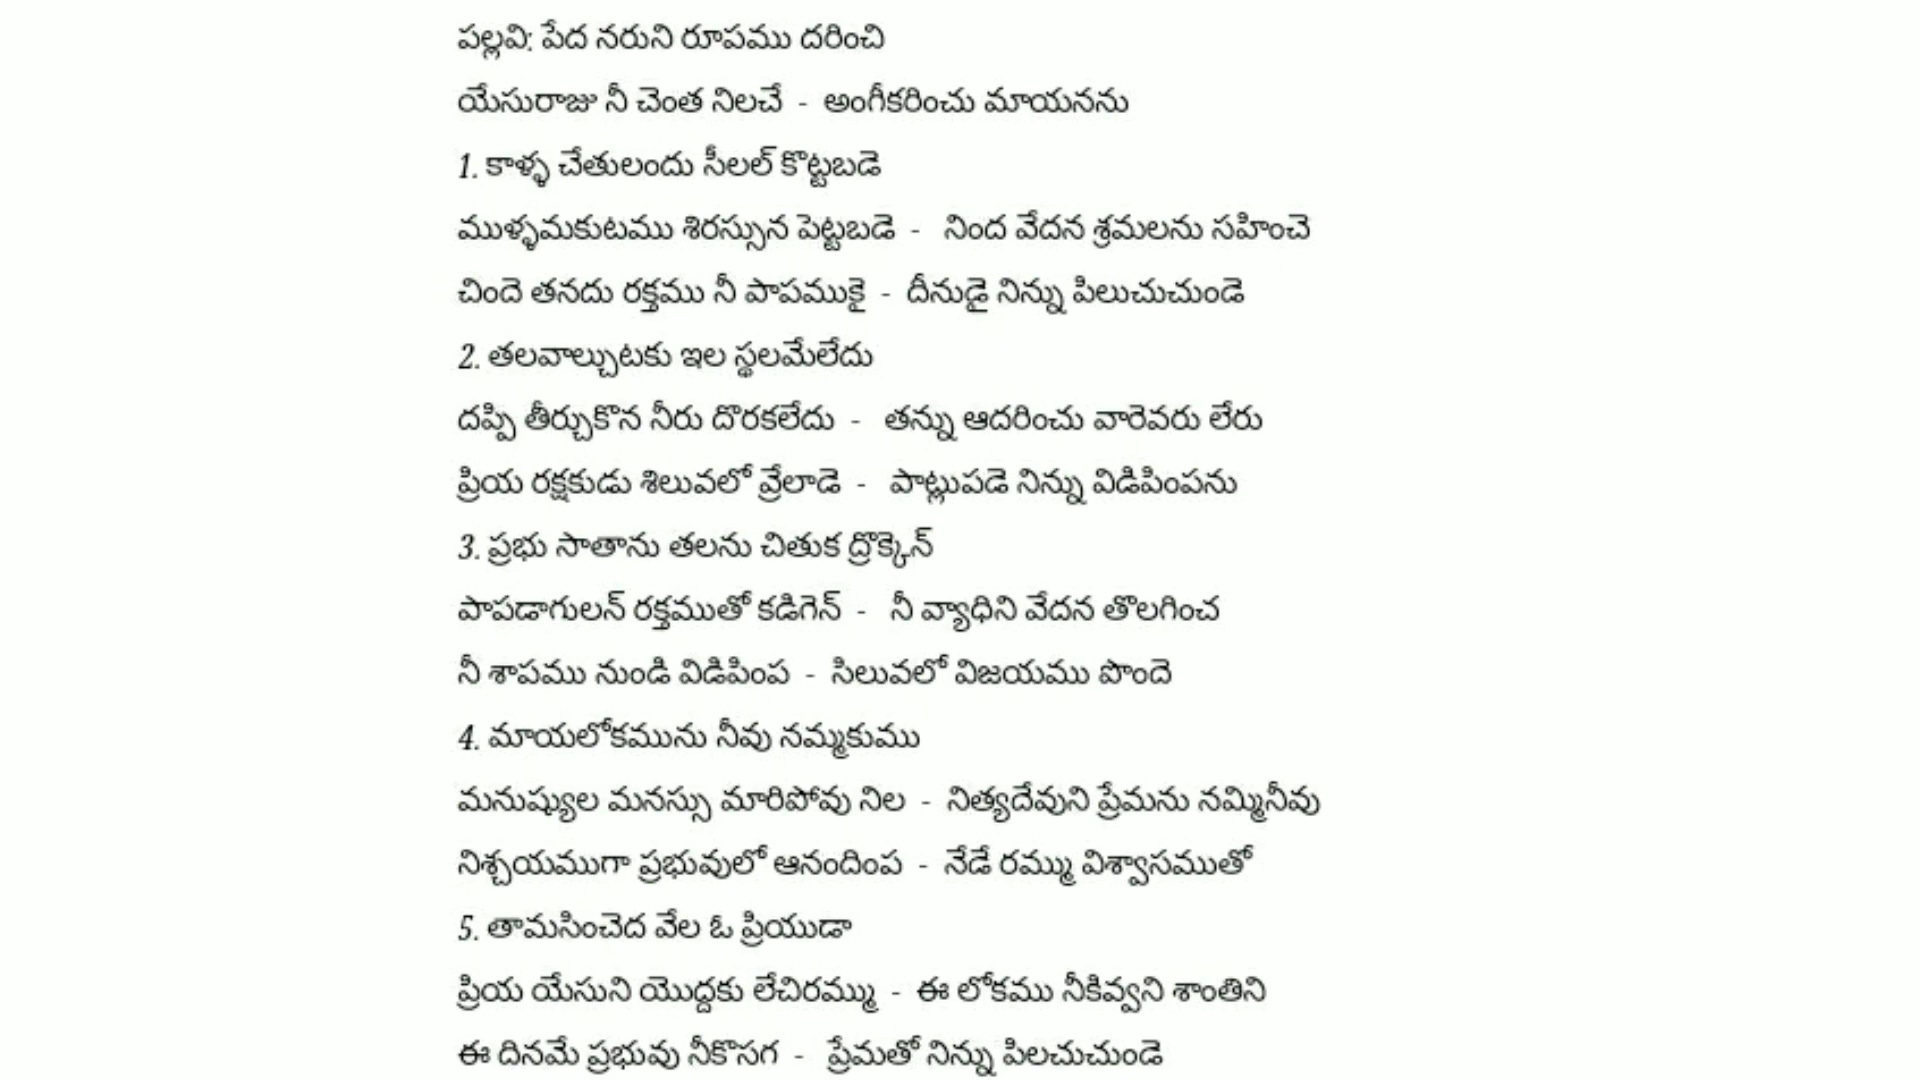 పల్లవి: పేద నరుని రూపము దరించి
యేసురాజు నీ చెంత నిలచే - అంగీకరించు మాయనను
1. కాళ్ళ చేతులందు సీలల్ కొట్టబడె
ముళ్ళమకుటము శిరస్సున పెట్టబడె - నింద వేదన శ్రమలను సహించె
చిందె తనదు రక్తము నీ పాపముకై - దీనుడై నిన్ను పిలుచుచుండె
2. తలవాల్చుటకు ఇల స్థలమేలేదు
దప్పి తీర్చుకొన నీరు దొరకలేదు - తన్ను ఆదరించు వారెవరు లేరు
ప్రియ రక్షకుడు శిలువలో వ్రేలాడె - పాట్లుపడె నిన్ను విడిపింపను
3. ప్రభు సాతాను తలను చితుక ద్రొక్కెన్
పాపడాగులన్ రక్తముతో కడిగెన్ - నీ వ్యాధిని వేదన తొలగించ
నీ శాపము నుండి విడిపింప - సిలువలో విజయము పొందె
4. మాయలోకమును నీవు నమ్మకుము
మనుష్యుల మనస్సు మారిపోవు నిల - నిత్యదేవుని ప్రేమను నమ్మినీవు
నిశ్చయముగా ప్రభువులో ఆనందింప - నేడే రమ్ము విశ్వాసముతో
5. తామసించెద వేల ఓ ప్రియుడా
ప్రియ యేసుని యొద్దకు లేచిరమ్ము - ఈ లోకము నీకివ్వని శాంతిని
ఈ దినమే ప్రభువు నీకొసగ - ప్రేమతో నిన్ను పిలచుచుండె